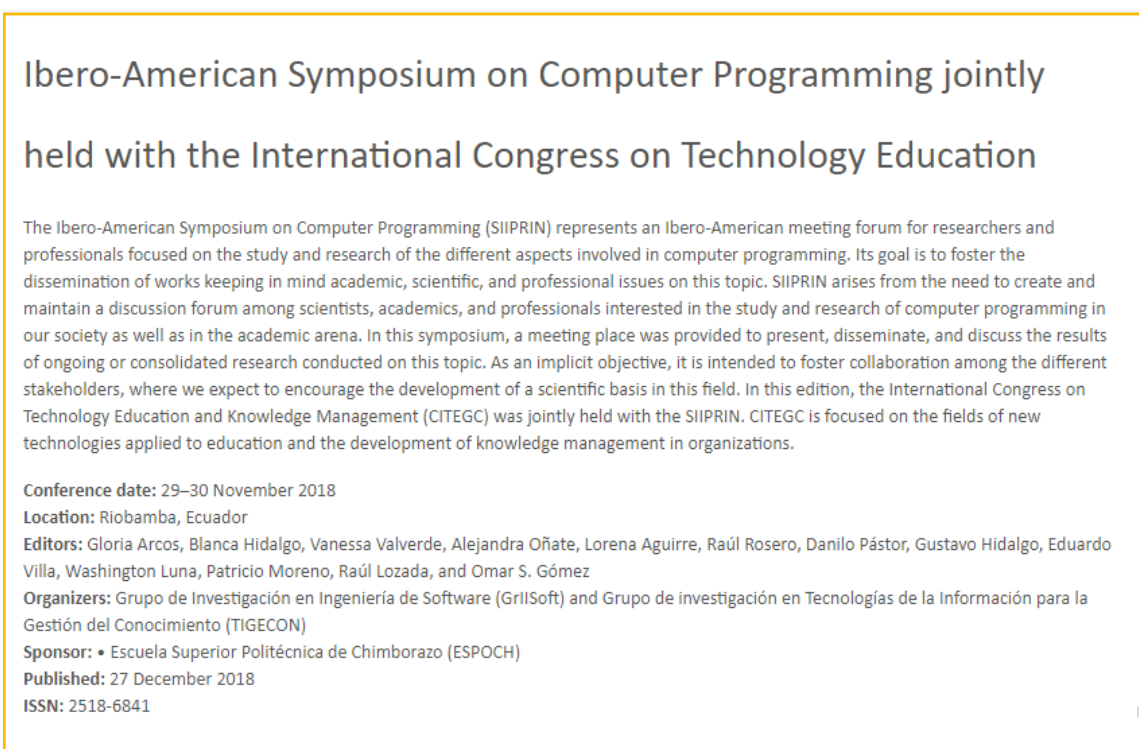 Ibero-American Symposium on Computer Programming jointly
held with the International Congress on Technology Education
The Ibero-American Symposium on Computer Programming (SIIPRIN) represents an Ibero-American meeting forum for researchers and
professionals focused on the study and research of the different aspects involved in computer programming. Its goal is to foster the
dissemination of works keeping in mind academic, scientific, and professional issues on this topic. SIIPRIN arises from the need to create and
maintain a discussion forum among scientists, academics, and professionals interested in the study and research of computer programming in
our society as well as in the academic arena. In this symposium, a meeting place was provided to present, disseminate, and discuss the results
of ongoing or consolidated research conducted on this topic. As an implicit objective, it is intended to foster collaboration among the different
stakeholders, where we expect to encourage the development of a scientific basis in this field. In this edition, the International Congress on
Technology Education and Knowledge Management (CITEGC) was jointly held with the SIIPRIN. CITEGC is focused on the fields of new
technologies applied to education and the development of knowledge management in organizations.
Conference date: 29–30 November 2018
Location: Riobamba, Ecuador
Editors: Gloria Arcos, Blanca Hidalgo, Vanessa Valverde, Alejandra Oñate, Lorena Aguirre, Raúl Rosero, Danilo Pástor, Gustavo Hidalgo, Eduardo
Villa, Washington Luna, Patricio Moreno, Raúl Lozada, and Omar S. Gómez
Organizers: Grupo de Investigación en Ingeniería de Software (GrIISoft) and Grupo de investigación en Tecnologías de la Información para la
Gestión del Conocimiento (TIGECON)
Sponsor: • Escuela Superior Politécnica de Chimborazo (ESPOCH)
Published: 27 December 2018
ISSN: 2518-6841